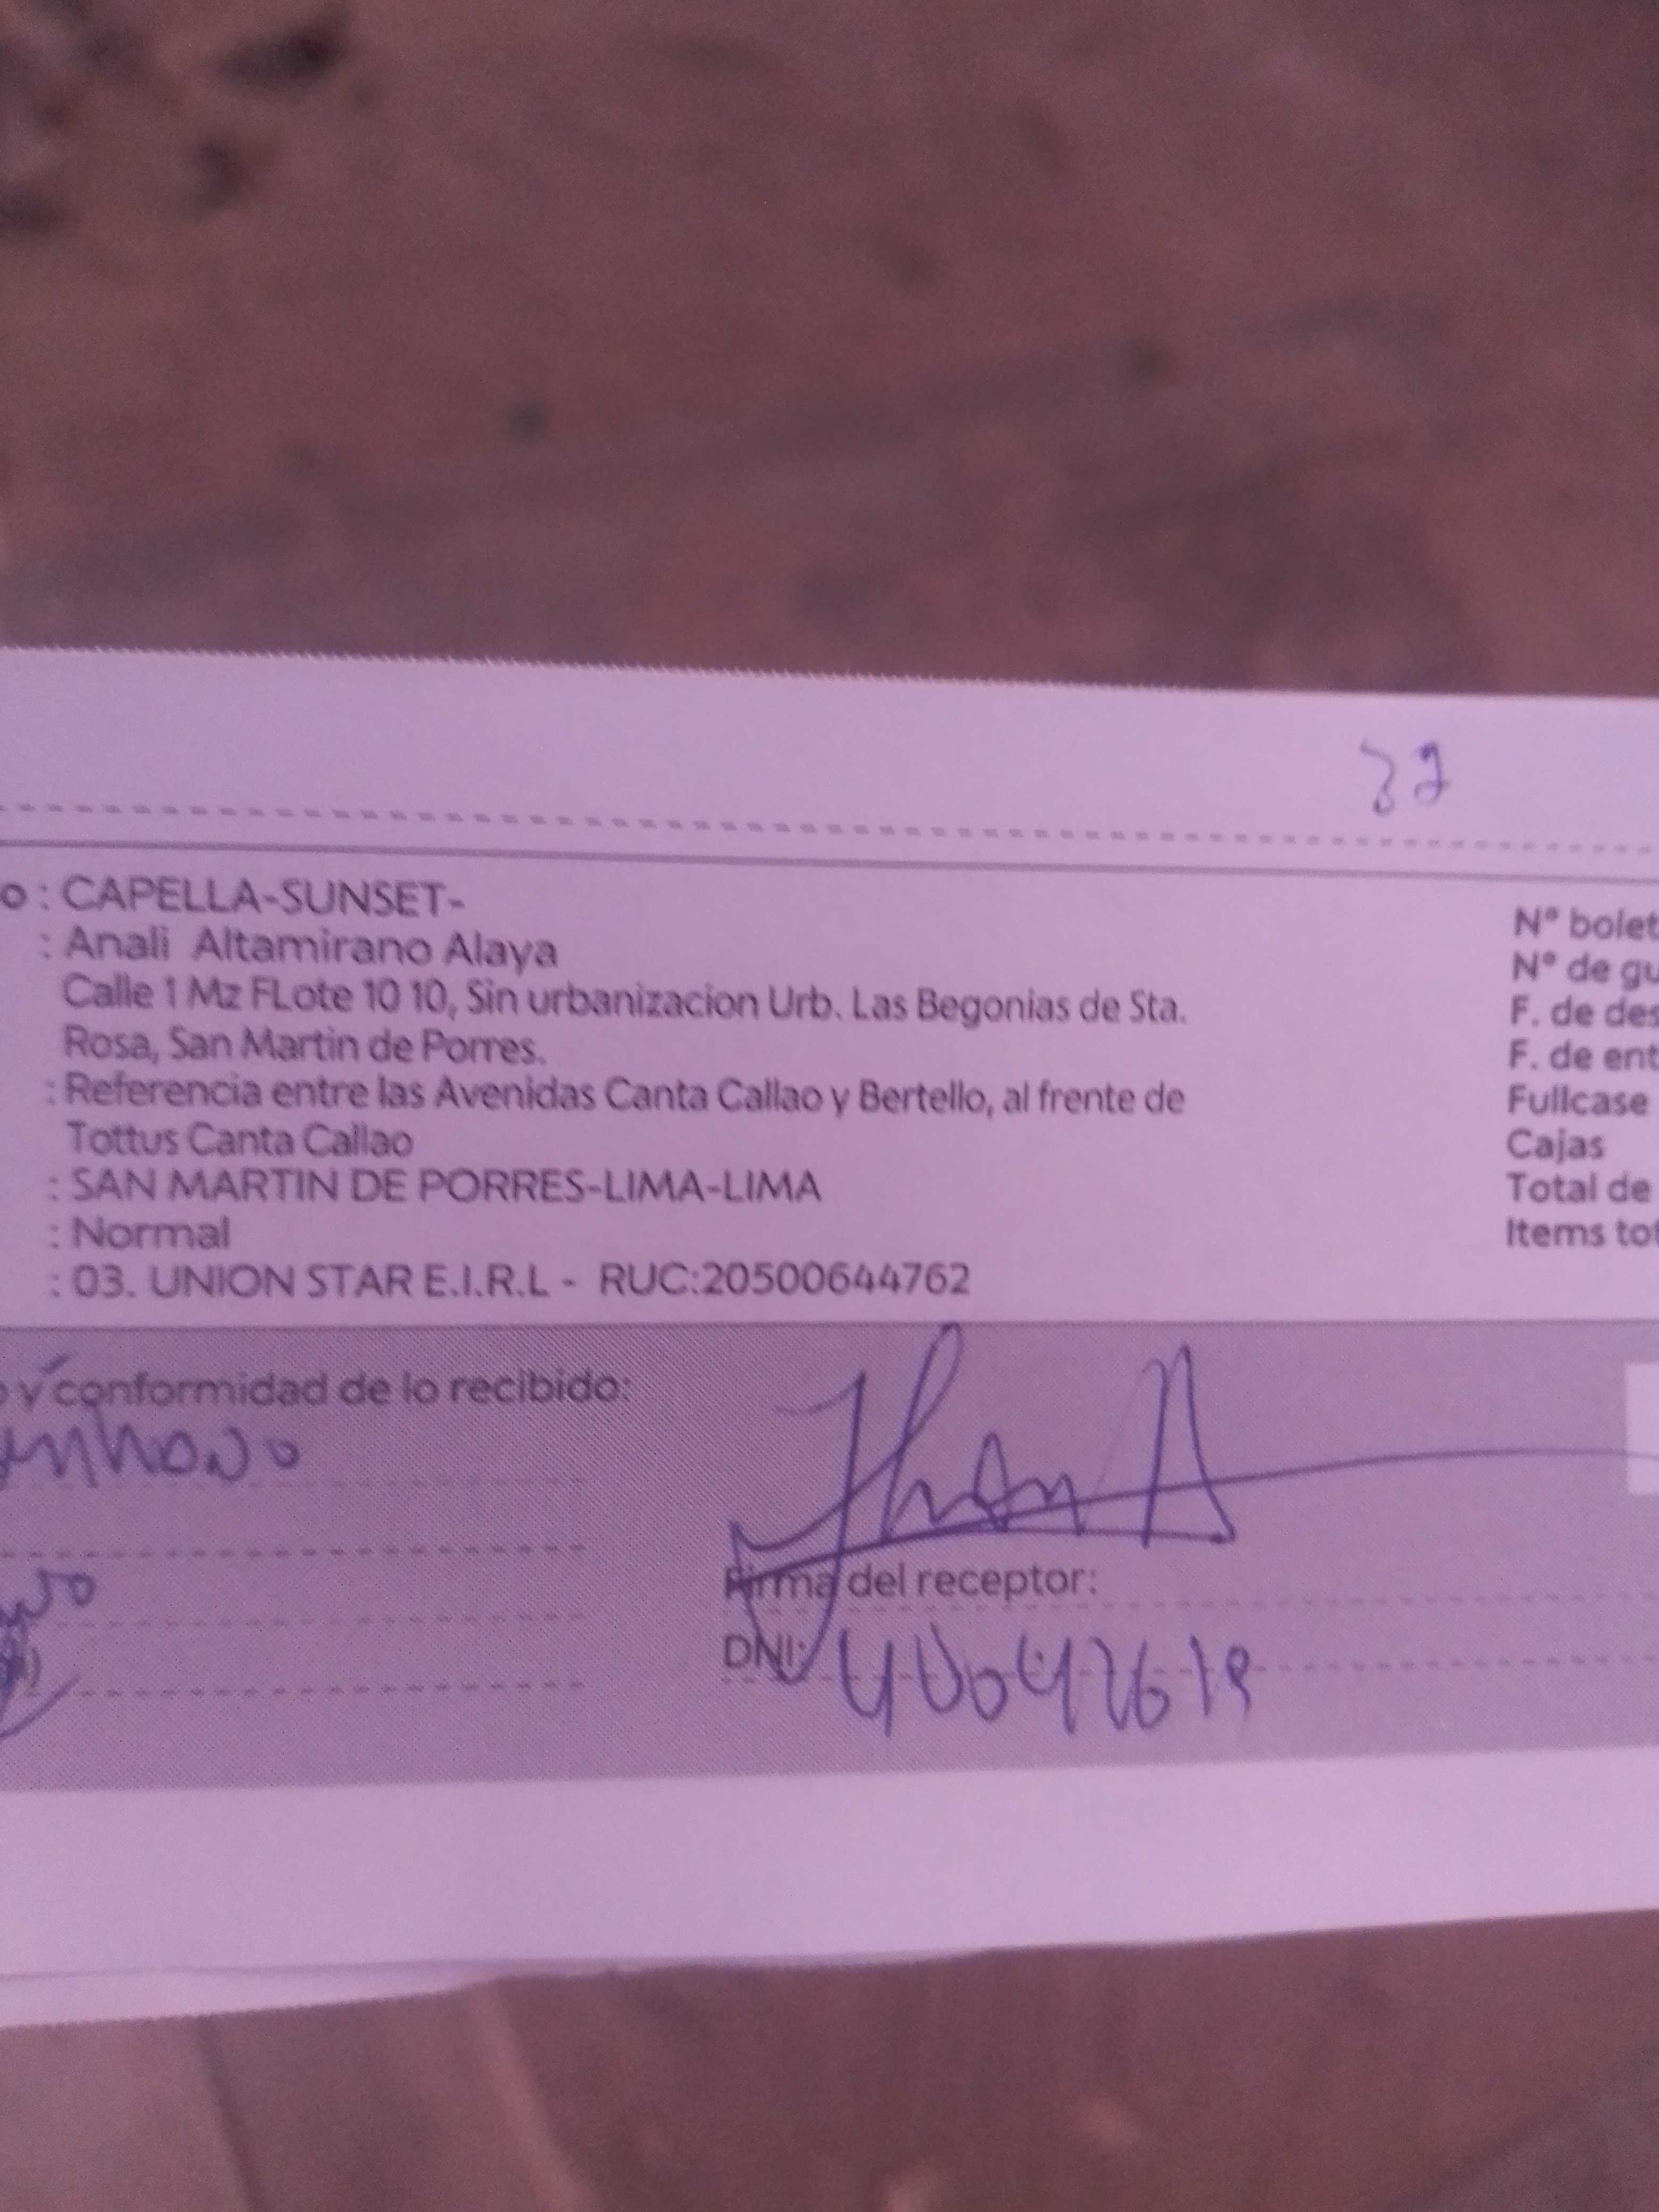 o : CAPELLA-SUNSET-
: Anali Altamirano Alaya
Calle 1 Mz FLote 10 10, Sin urbanizacion Urb. Las Begonias de Sta.
Rosa, San Martin de Porres.
: Referencia entre las Avenidas Canta Callao y Bertello, al frente de
Tottus Canta Callao
: SAN MARTIN DE PORRES-LIMA-LIMA
: Normal
: 03. UNION STAR E.I.R.L - RUC:20500644762
N° bolet
N° de gu
F. de des
F. de ent
Fullcase
Cajas
Total de
Items tot
y conformidad de lo recibido:
Firma del receptor:
DNI: